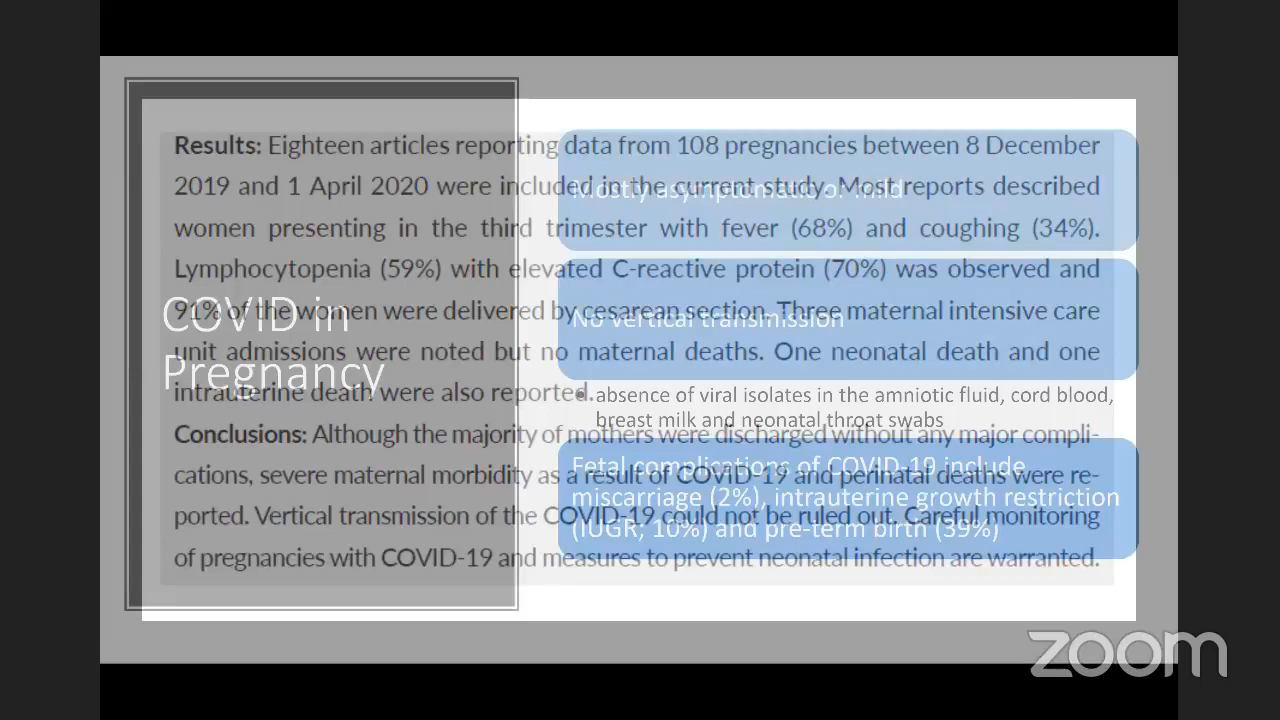 Results: Eighteen articles reporting data from 108 pregnancies between 8 December
2019 and 1 April 2020 were included in the current study. Most reports described
women presenting in the third trimester with fever (68%) and coughing (34%).
Lymphocytopenia (59%) with elevated C-reactive protein (70%) was observed and
91% of the women were delivered by cesarean section. Three maternal intensive care
unit admissions were noted but no maternal deaths. One neonatal death and one
intrauterine death were also reported.
Conclusions: Although the majority of mothers were discharged without any major compli-
cations, severe maternal morbidity as a result of COVID-19 and perinatal deaths were re-
ported. Vertical transmission of the COVID-19 could not be ruled out. Careful monitoring
of pregnancies with COVID-19 and measures to prevent neonatal infection are warranted.
COVID in
Pregnancy
Mostly asymptomatic or mild
No vertical transmission
• absence of viral isolates in the amniotic fluid, cord blood,
breast milk and neonatal throat swabs
Fetal complications of COVID-19 include
miscarriage (2%), intrauterine growth restriction
(IUGR; 10%) and pre-term birth (39%)
zoom